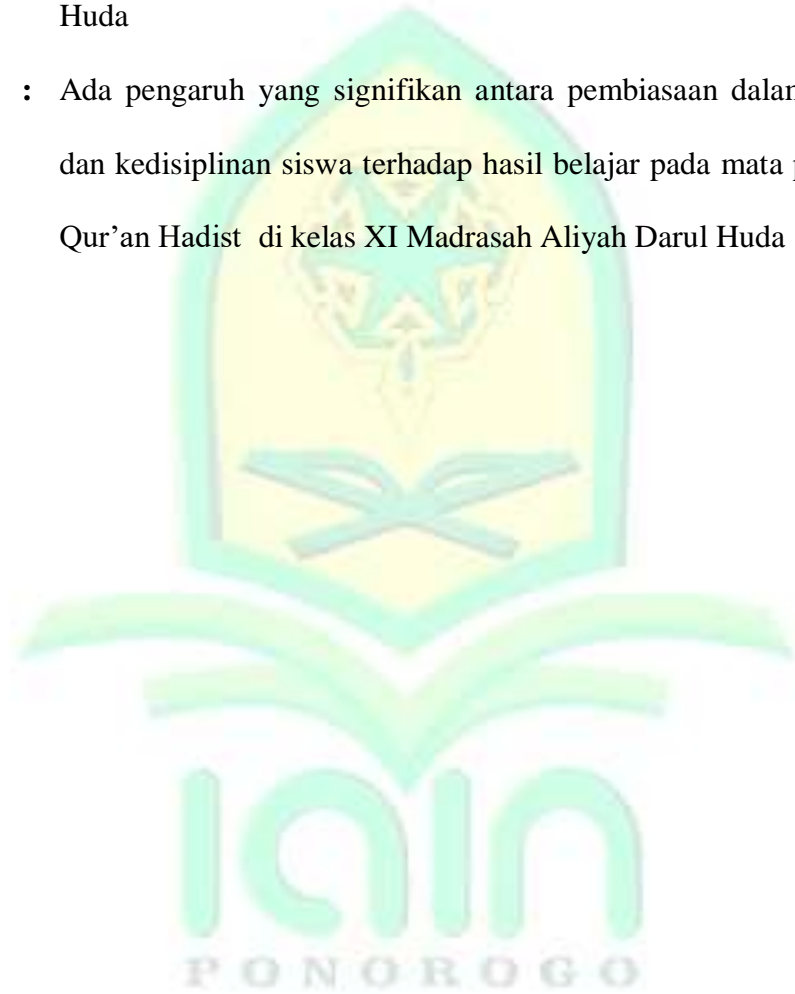 Huda
: Ada pengaruh yang signifikan antara pembiasaan dalam
dan kedisiplinan siswa terhadap hasil belajar pada mata
Qur’an Hadist di kelas XI Madrasah Aliyah Darul Huda
iain
PONOROGO